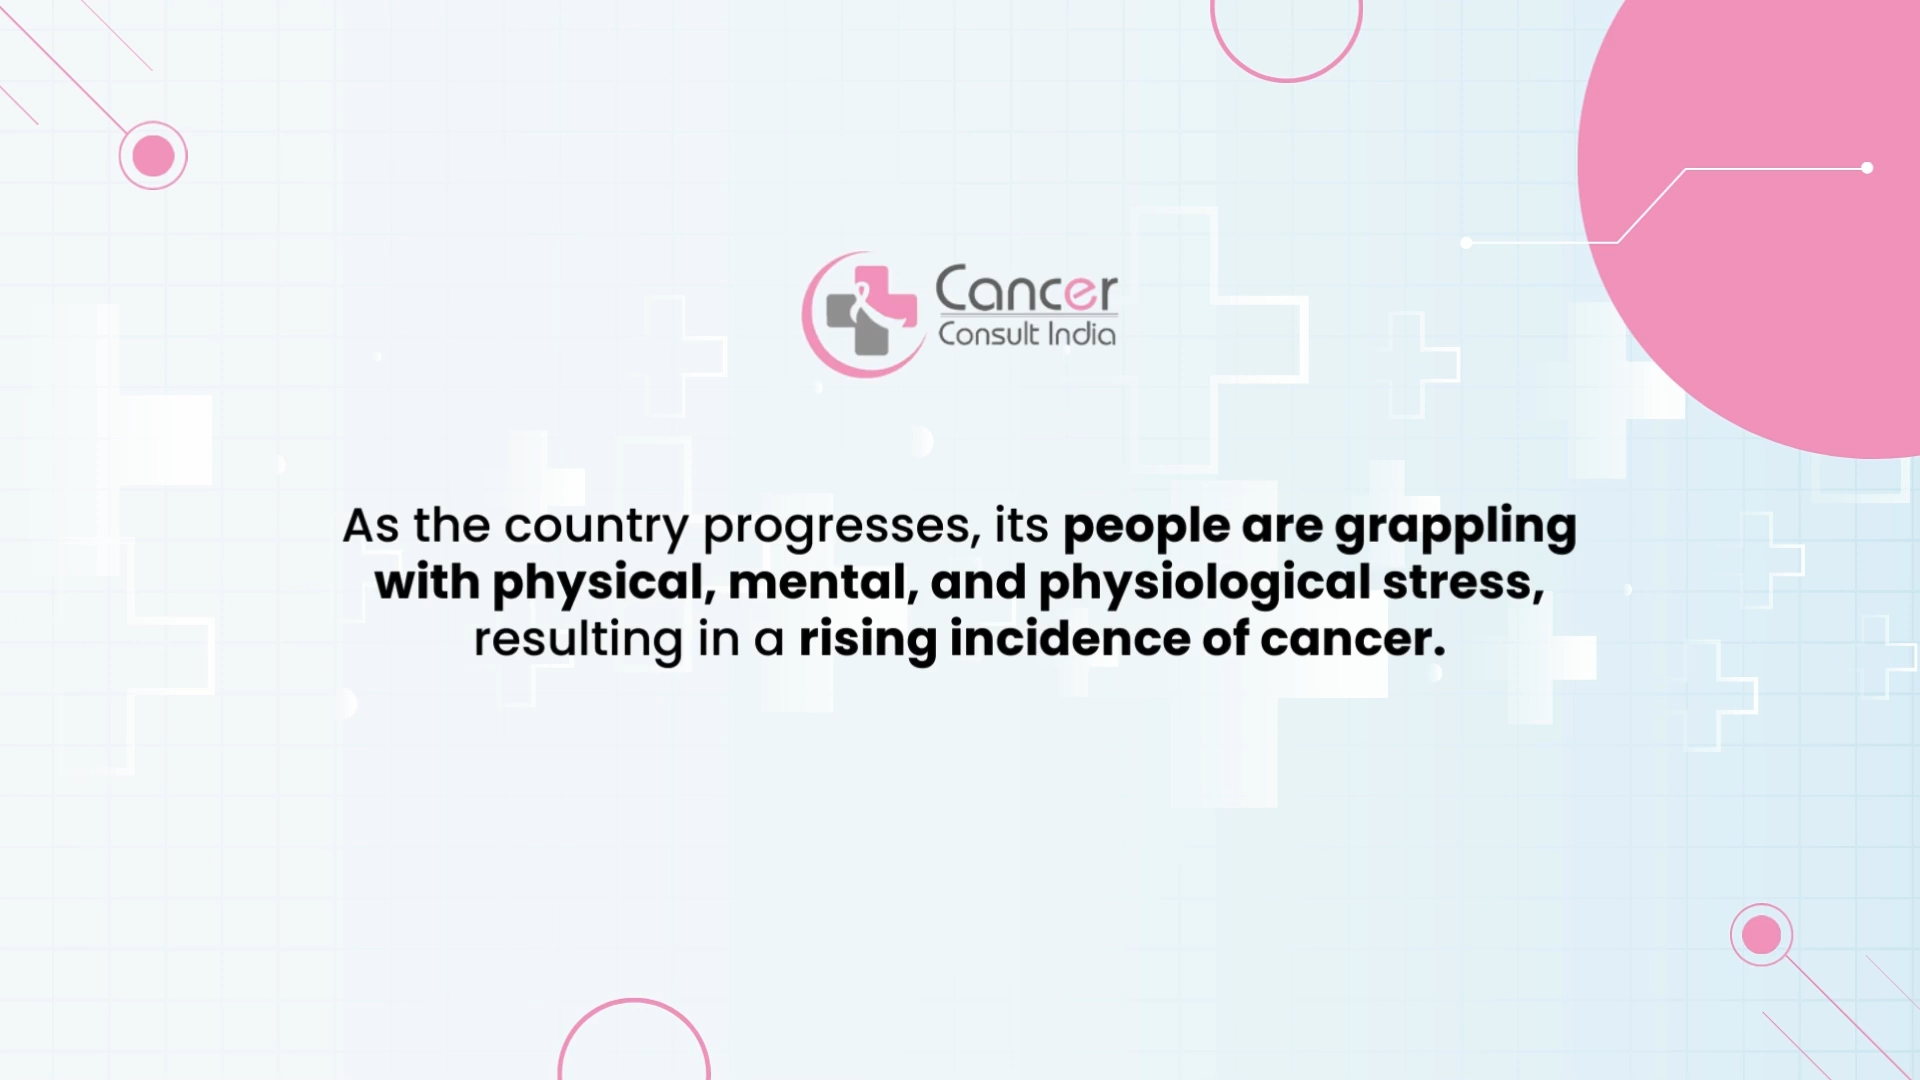 Cancer
Consult India
As the country progresses, its people are grappling
with physical, mental, and physiological stress,
resulting in a rising incidence of cancer.